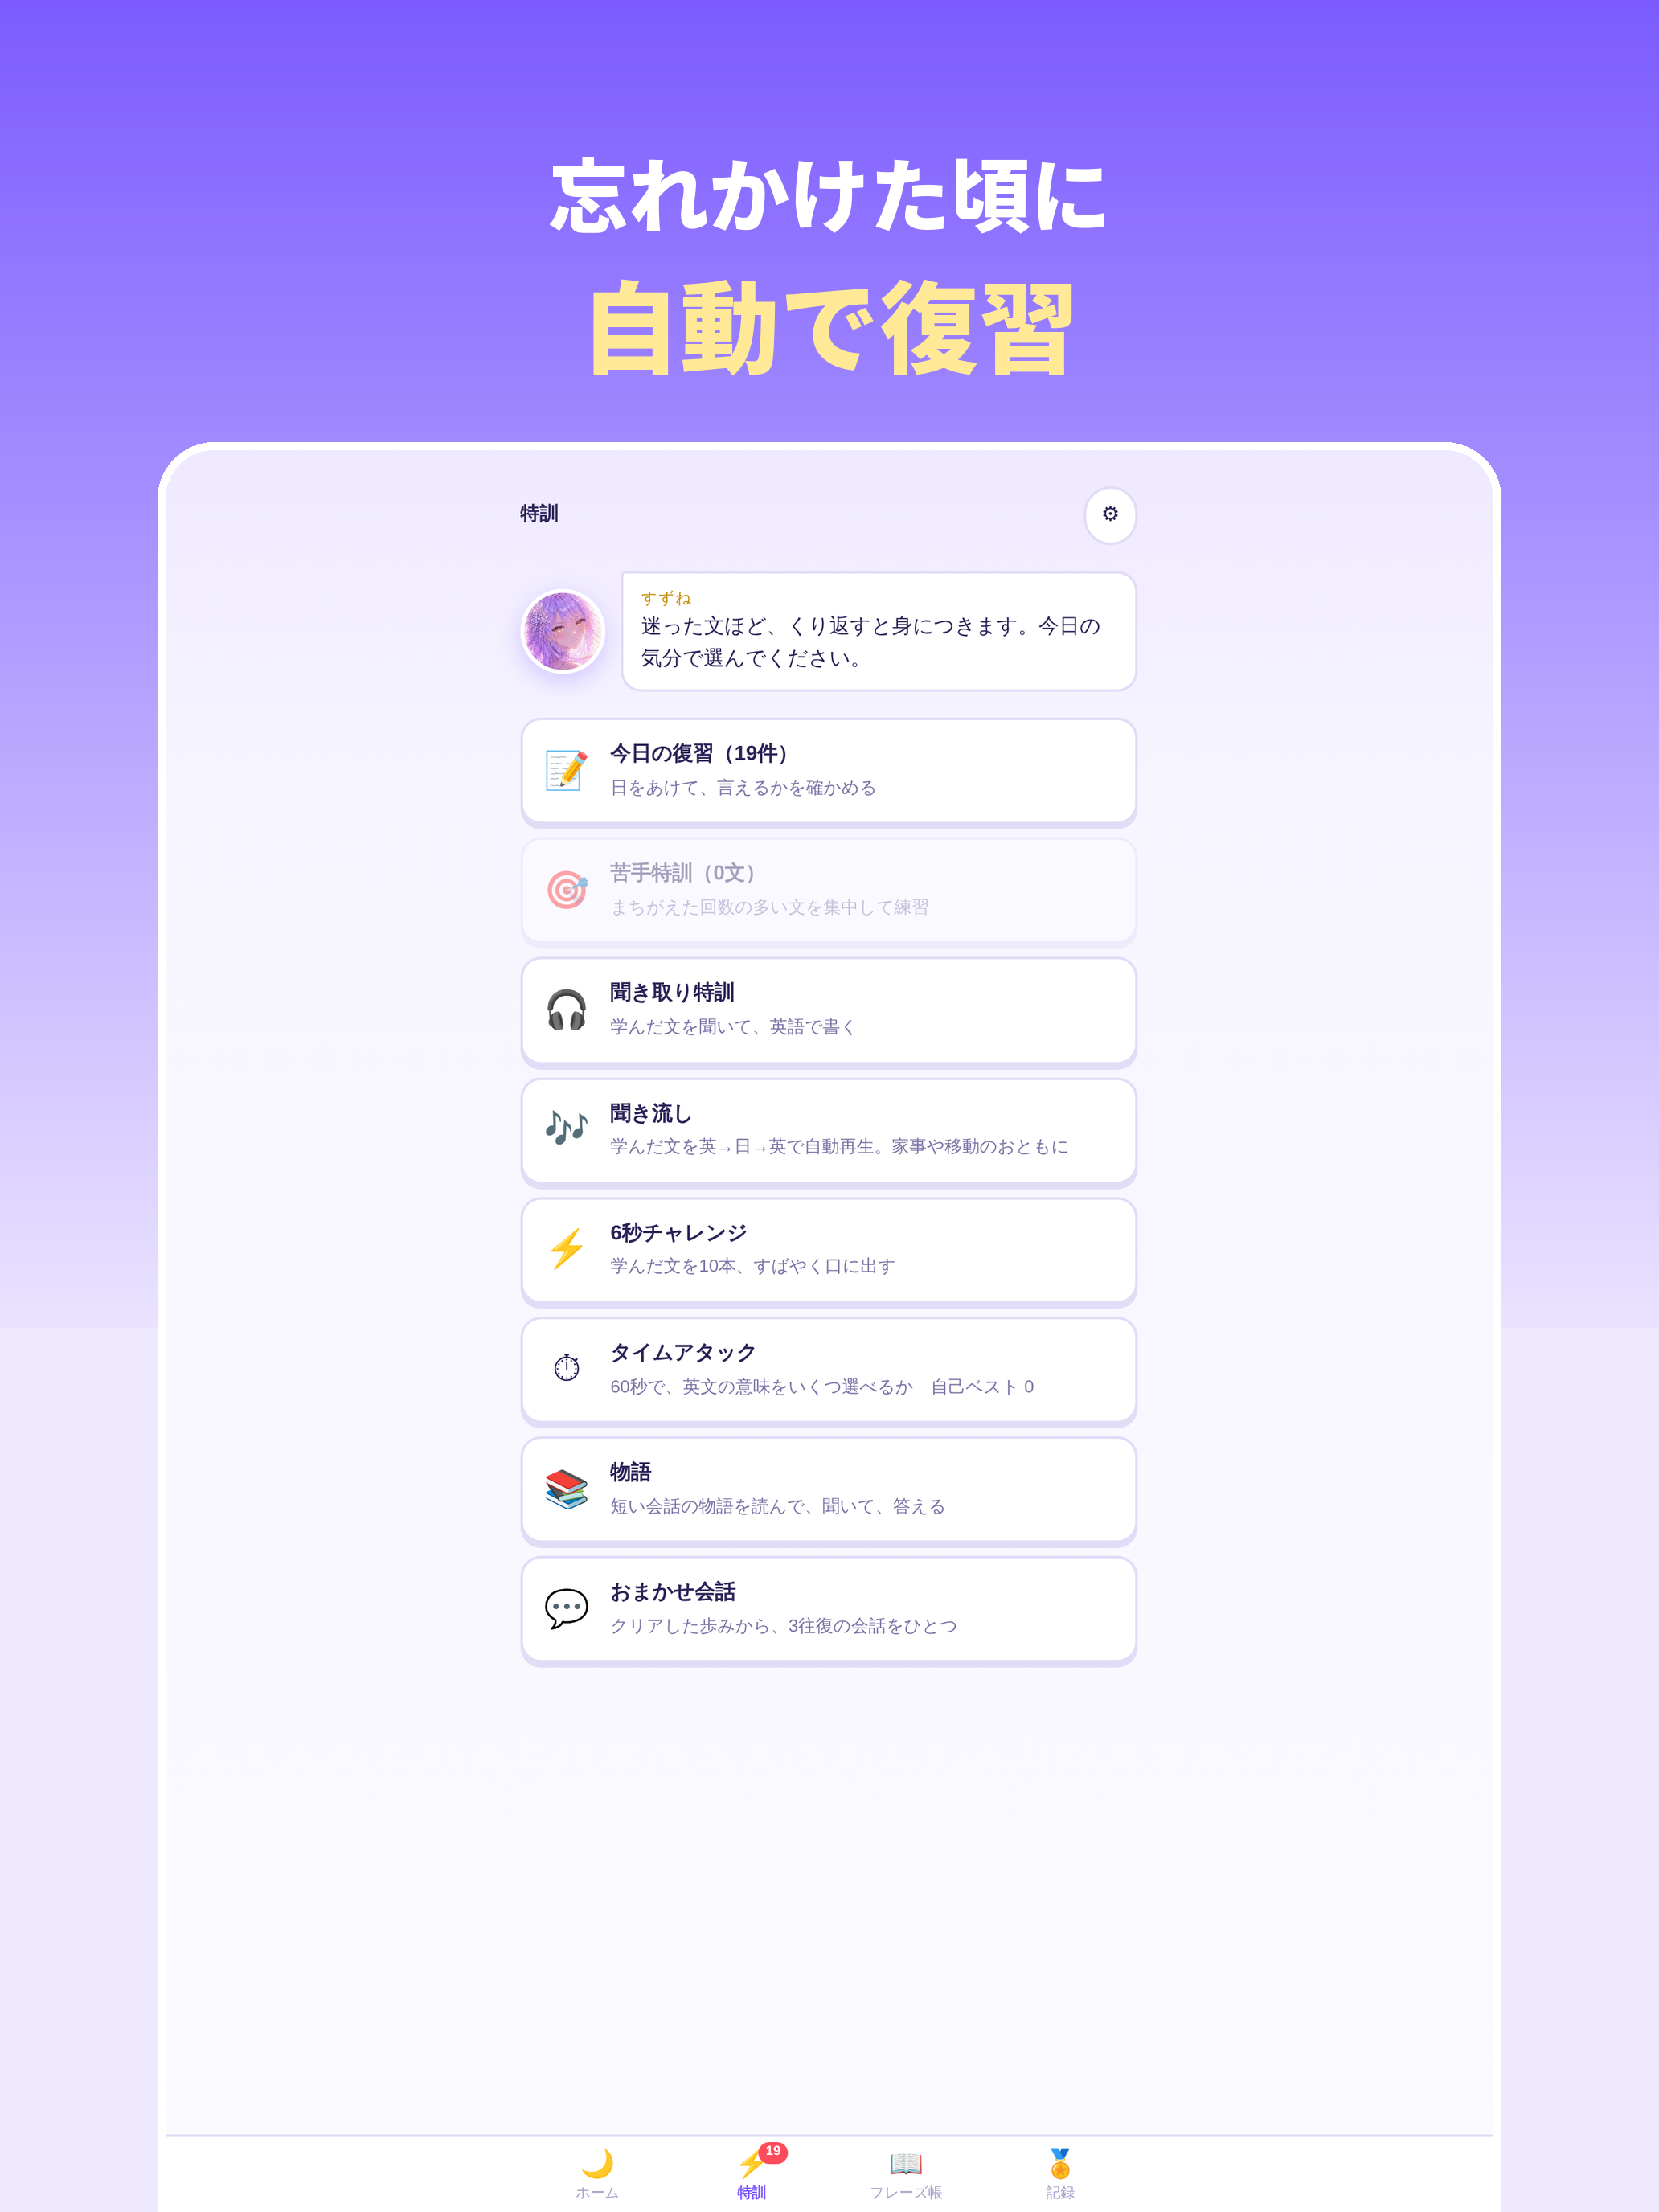 忘れかけた頃に
自動で復習
特訓
すずね
迷った文ほど、くり返すと身につきます。今日の
気分で選んでください。
今日の復習（19件）
日をあけて、言えるかを確かめる
苦手特訓（0文）
まちがえた回数の多い文を集中して練習
聞き取り特訓
学んだ文を聞いて、英語で書く
聞き流し
学んだ文を英→日→英で自動再生。家事や移動のおともに
6秒チャレンジ
学んだ文を10本、すばやく口に出す
タイムアタック
60秒で、英文の意味をいくつ選べるか　自己ベスト 0
物語
短い会話の物語を読んで、聞いて、答える
おまかせ会話
クリアした歩みから、3往復の会話をひとつ
19
ホーム
特訓
フレーズ帳
記録